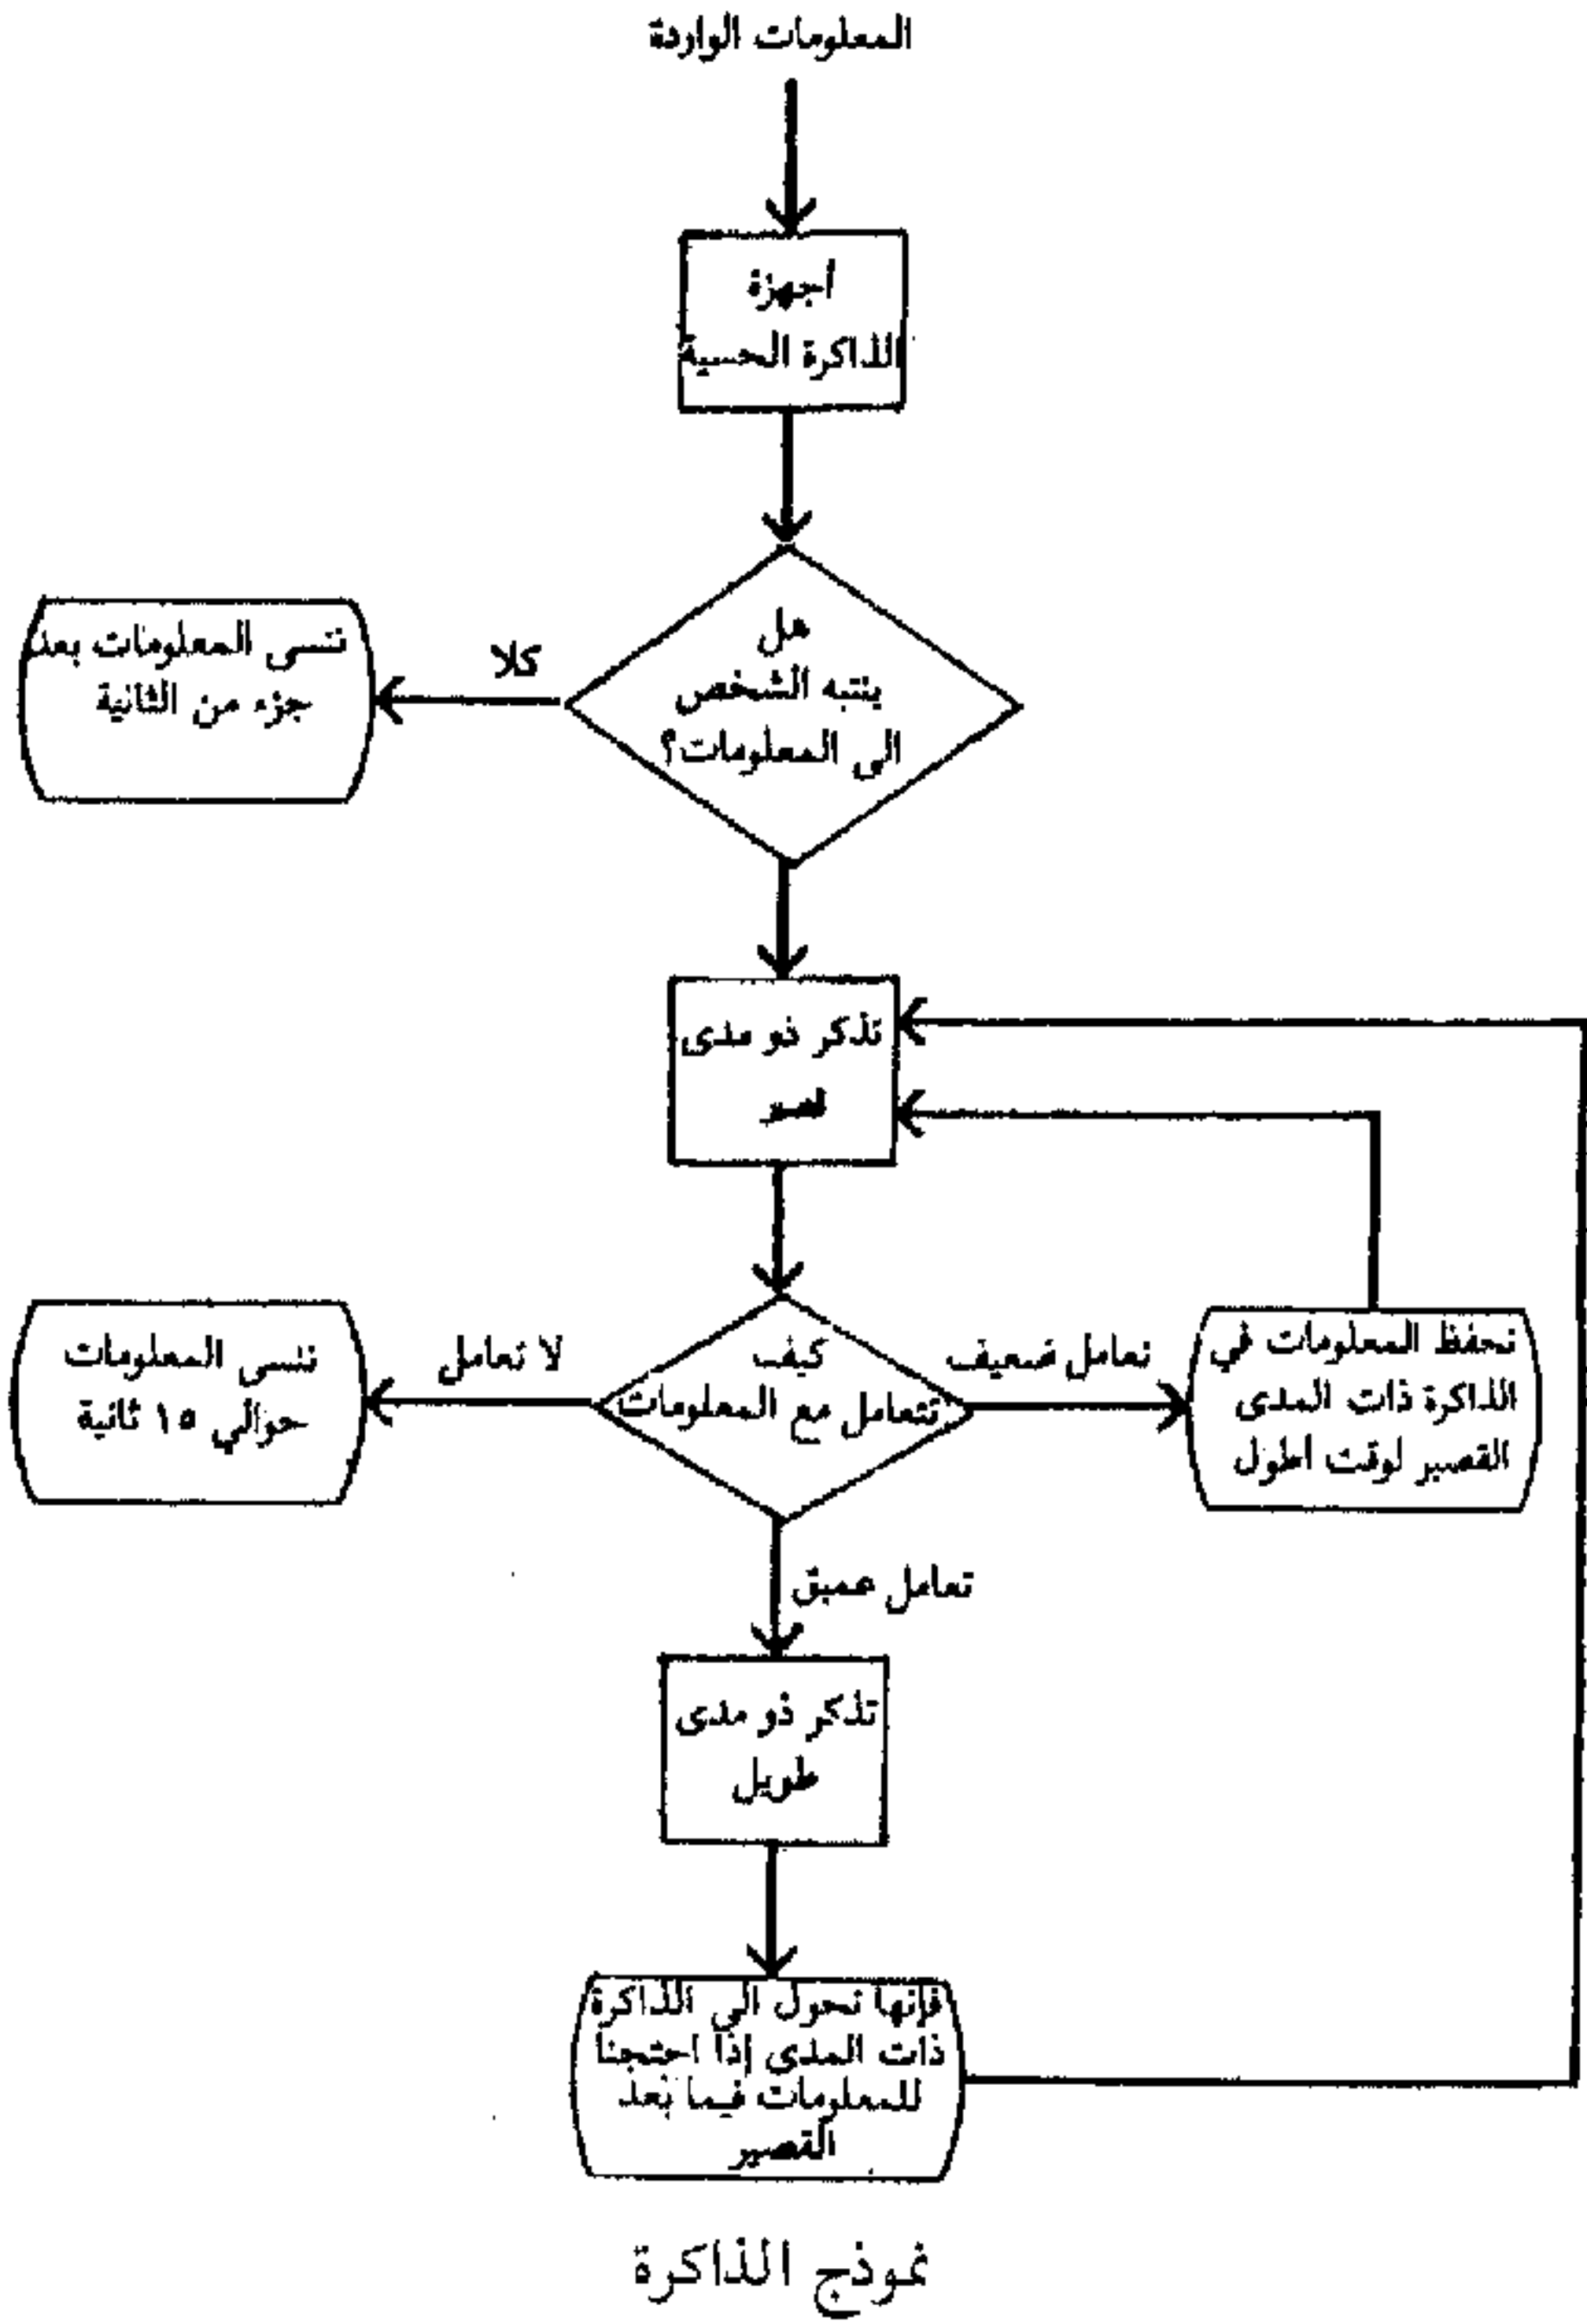 المعلومات الواردة
اجهزة
الذاكرة الحسية
هل
ينتبه الشخص
الى المعلومات؟
كلا
تنسى المعلومات بعد
جزء من الثانية
تذكر ذو مدى
قصير
كيف
نتعامل مع المعلومات
لا تعامل
تنسى المعلومات
حوالي ١٥ ثانية
تعامل ضعيف
تحفظ المعلومات في
الذاكرة ذات المدى
القصير لوقت اطول
تعامل عميق
تذكر ذو مدى
طويل
فإنها تحول الى الذاكرة
ذات المدى إذا احتجنا
للمعلومات فيما بعد
القصير
نموذج الذاكرة